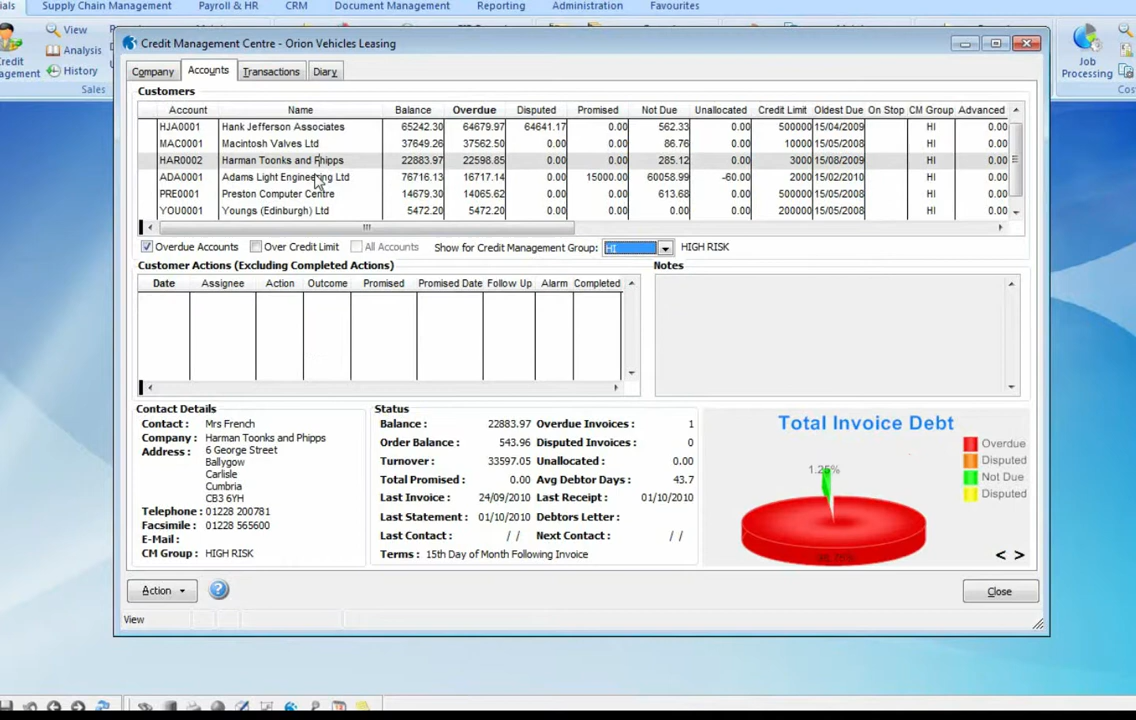 ials Supply Chain Management Payroll & HR CRM Document Management Reporting Administration Favourites
View
Credit
nagement
Analysis
History
Sales
Job
Processing
Cos
Credit Management Centre - Orion Vehicles Leasing
Company Accounts Transactions Diary
Customers
Account Name Balance Overdue Disputed Promised Not Due Unallocated Credit Limit Oldest Due On Stop CM Group Advanced
HJA0001 Hank Jefferson Associates 65242.30 64679.97 64641.17 0.00 562.33 0.00 500000 15/04/2009 HI 0.00
MAC0001 Macintosh Valves Ltd 37649.26 37562.50 0.00 0.00 86.76 0.00 10000 15/05/2008 HI 0.00
HAR0002 Harman Toonks and Phipps 22883.97 22598.85 0.00 0.00 285.12 0.00 3000 15/08/2009 HI 0.00
ADA0001 Adams Light Engineering Ltd 76716.13 16717.14 0.00 15000.00 60058.99 -60.00 2000 15/02/2010 HI 0.00
PRE0001 Preston Computer Centre 14679.30 14065.62 0.00 0.00 613.68 0.00 500000 15/05/2008 HI 0.00
YOU0001 Youngs (Edinburgh) Ltd 5472.20 5472.20 0.00 0.00 0.00 0.00 200000 15/05/2008 HI 0.00
Overdue Accounts Over Credit Limit All Accounts Show for Credit Management Group: HI HIGH RISK
Customer Actions (Excluding Completed Actions) Notes
Date Assignee Action Outcome Promised Promised Date Follow Up Alarm Completed
Contact Details
Contact : Mrs French
Company : Harman Toonks and Phipps
Address : 6 George Street
Ballygow
Carlisle
Cumbria
CB3 6YH
Telephone : 01228 200781
Facsimile : 01228 565600
E-Mail :
CM Group : HIGH RISK
Status
Balance : 22883.97 Overdue Invoices : 1
Order Balance : 543.96 Disputed Invoices : 0
Turnover : 33597.05 Unallocated : 0.00
Total Promised : 0.00 Avg Debtor Days : 43.7
Last Invoice : 24/09/2010 Last Receipt : 01/10/2010
Last Statement : 01/10/2010 Debtors Letter :
Last Contact : / / Next Contact : / /
Terms : 15th Day of Month Following Invoice
Total Invoice Debt
Overdue
Disputed
Not Due
Disputed
1.25%
98.75%
< >
Action
Close
View